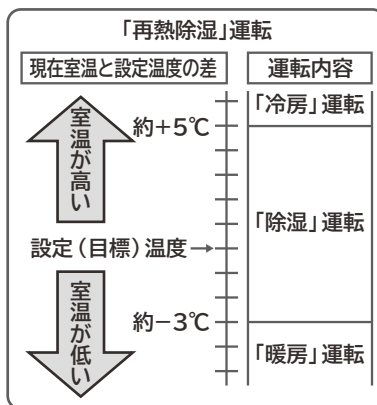 「再熱除湿」運転
現在室温と設定温度の差
運転内容
室温が高い
約+5℃
「冷房」運転
「除湿」運転
設定（目標）温度→
室温が低い
約−3℃
「暖房」運転